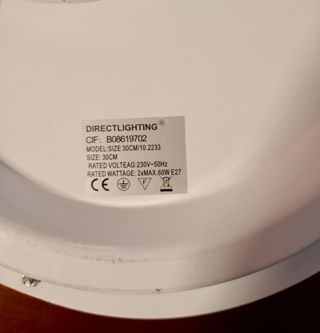 DIRECTLIGHTING®
CIF: B08619702
MODEL:SIZE 30CM/10.2233
SIZE: 30CM
RATED VOLTEAG:230V~50Hz
RATED WATTAGE: 2xMAX.60W E27
CE F